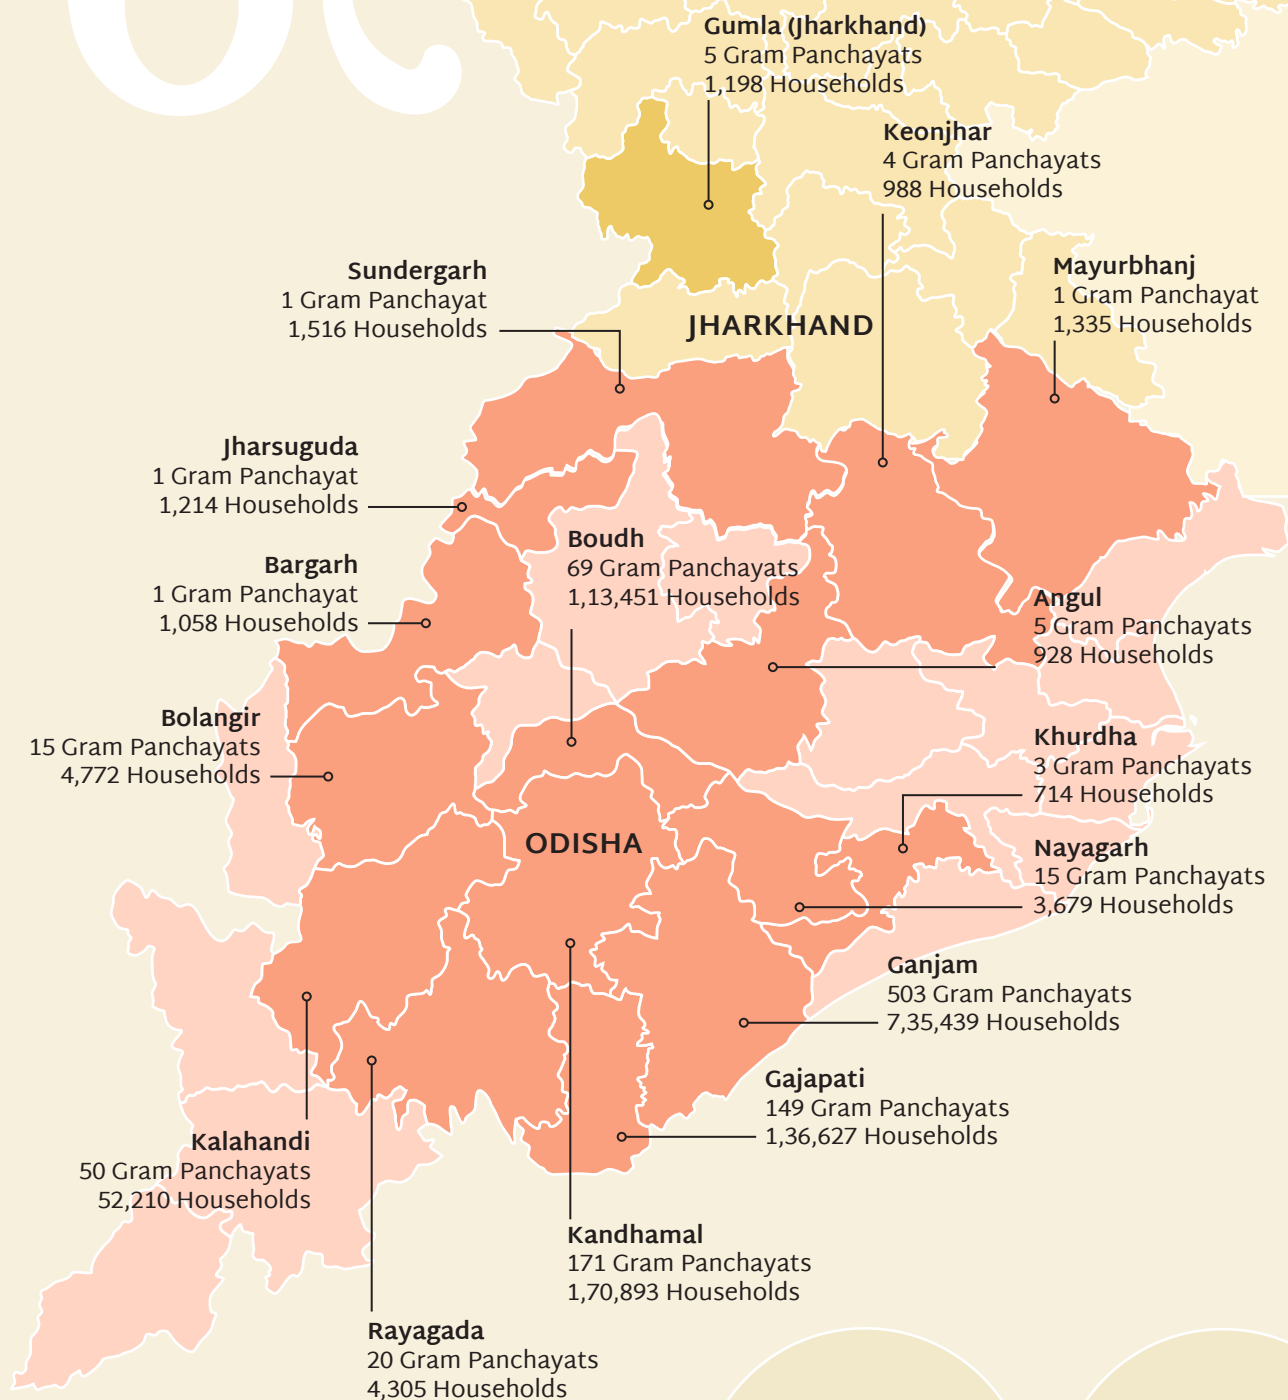 Gumla (Jharkhand)
5 Gram Panchayats
1,198 Households
Keonjhar
4 Gram Panchayats
988 Households
Sundergarh
1 Gram Panchayat
1,516 Households
Mayurbhanj
1 Gram Panchayat
1,335 Households
JHARKHAND
Jharsuguda
1 Gram Panchayat
1,214 Households
Boudh
69 Gram Panchayats
1,13,451 Households
Bargarh
1 Gram Panchayat
1,058 Households
Angul
5 Gram Panchayats
928 Households
Bolangir
15 Gram Panchayats
4,772 Households
Khurdha
3 Gram Panchayats
714 Households
ODISHA
Nayagarh
15 Gram Panchayats
3,679 Households
Ganjam
503 Gram Panchayats
7,35,439 Households
Gajapati
149 Gram Panchayats
1,36,627 Households
Kalahandi
50 Gram Panchayats
52,210 Households
Kandhamal
171 Gram Panchayats
1,70,893 Households
Rayagada
20 Gram Panchayats
4,305 Households